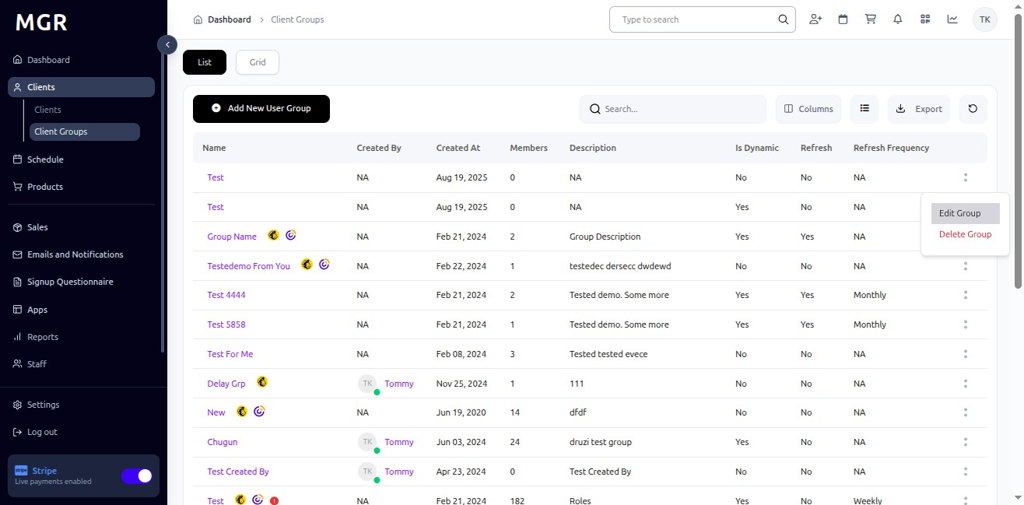 MGR
Dashboard > Client Groups
Type to search
TK
Dashboard
Clients
Clients
Client Groups
Schedule
Products
Sales
Emails and Notifications
Signup Questionnaire
Apps
Reports
Staff
Settings
Log out
Stripe
Live payments enabled
List Grid
Add New User Group
Search...
Columns
Export
Name Created By Created At Members Description Is Dynamic Refresh Refresh Frequency
Test NA Aug 19, 2025 0 NA No No NA
Test NA Aug 19, 2025 0 NA Yes No NA
Edit Group
Delete Group
Group Name NA Feb 21, 2024 2 Group Description Yes Yes NA
Testedemo From You NA Feb 22, 2024 1 testedec dersecc dwdewd No No NA
Test 4444 NA Feb 21, 2024 2 Tested demo. Some more Yes Yes Monthly
Test 5858 NA Feb 21, 2024 1 Tested demo. Some more Yes Yes Monthly
Test For Me NA Feb 08, 2024 3 Tested tested evece No No NA
Delay Grp TK Tommy Nov 25, 2024 1 111 No No NA
New NA Jun 19, 2020 14 dfdf No No NA
Chugun TK Tommy Jun 03, 2024 24 druzi test group Yes No NA
Test Created By TK Tommy Apr 23, 2024 0 Test Created By No No NA
Test NA Feb 21, 2024 182 Roles Yes No Weekly